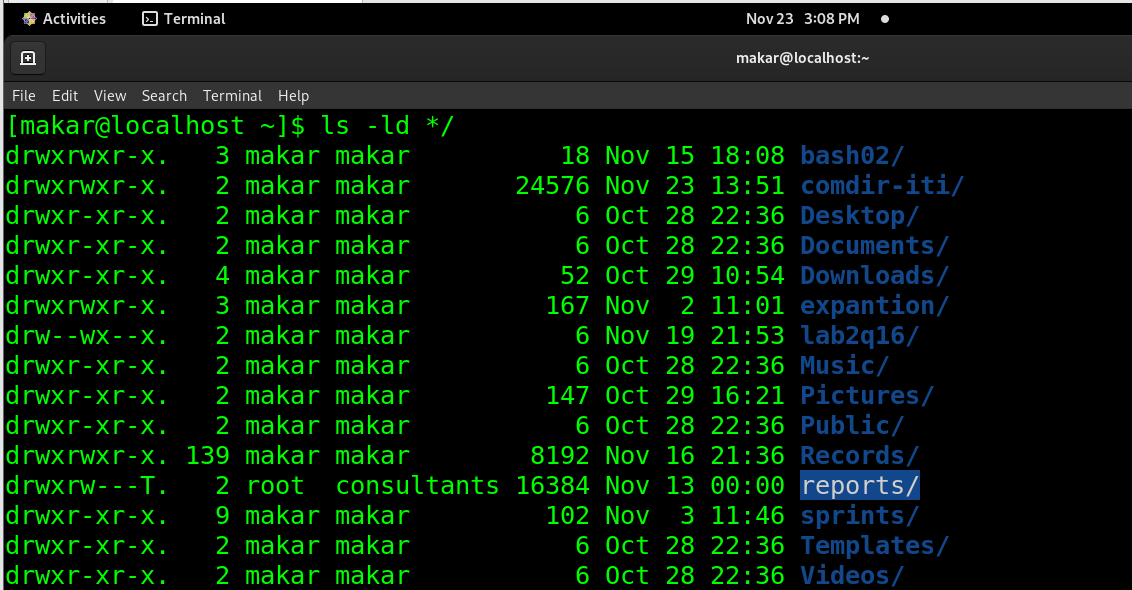 Activities Terminal Nov 23 3:08 PM
makar@localhost:~
File Edit View Search Terminal Help
[makar@localhost ~]$ ls -ld */
drwxrwxr-x.   3 makar makar          18 Nov 15 18:08 bash02/
drwxrwxr-x.   2 makar makar       24576 Nov 23 13:51 comdir-iti/
drwxr-xr-x.   2 makar makar           6 Oct 28 22:36 Desktop/
drwxr-xr-x.   2 makar makar           6 Oct 28 22:36 Documents/
drwxr-xr-x.   4 makar makar          52 Oct 29 10:54 Downloads/
drwxrwxr-x.   3 makar makar         167 Nov  2 11:01 expantion/
drw--wx--x.   2 makar makar           6 Nov 19 21:53 lab2q16/
drwxr-xr-x.   2 makar makar           6 Oct 28 22:36 Music/
drwxr-xr-x.   2 makar makar         147 Oct 29 16:21 Pictures/
drwxr-xr-x.   2 makar makar           6 Oct 28 22:36 Public/
drwxrwxr-x. 139 makar makar        8192 Nov 16 21:36 Records/
drwxrw---T.   2 root  consultants 16384 Nov 13 00:00 reports/
drwxr-xr-x.   9 makar makar         102 Nov  3 11:46 sprints/
drwxr-xr-x.   2 makar makar           6 Oct 28 22:36 Templates/
drwxr-xr-x.   2 makar makar           6 Oct 28 22:36 Videos/